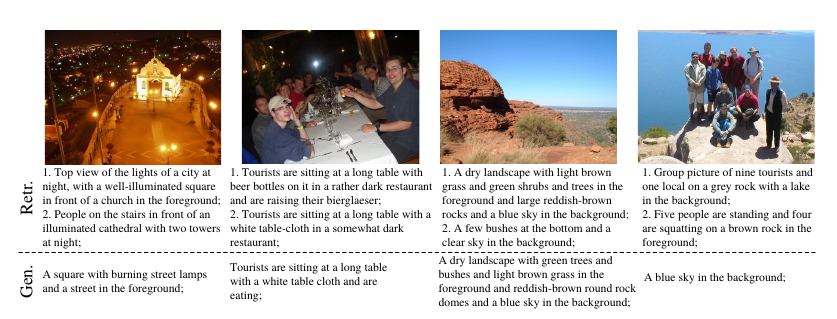 Retr.
1. Top view of the lights of a city at
night, with a well-illuminated square
in front of a church in the foreground;
2. People on the stairs in front of an
illuminated cathedral with two towers
at night;
1. Tourists are sitting at a long table with
beer bottles on it in a rather dark restaurant
and are raising their bierglaeser;
2. Tourists are sitting at a long table with a
white table-cloth in a somewhat dark
restaurant;
1. A dry landscape with light brown
grass and green shrubs and trees in the
foreground and large reddish-brown
rocks and a blue sky in the background;
2. A few bushes at the bottom and a
clear sky in the background;
1. Group picture of nine tourists and
one local on a grey rock with a lake
in the background;
2. Five people are standing and four
are squatting on a brown rock in the
foreground;
Gen.
A square with burning street lamps
and a street in the foreground;
Tourists are sitting at a long table
with a white table cloth and are
eating;
A dry landscape with green trees and
bushes and light brown grass in the
foreground and reddish-brown round rock
domes and a blue sky in the background;
A blue sky in the background;